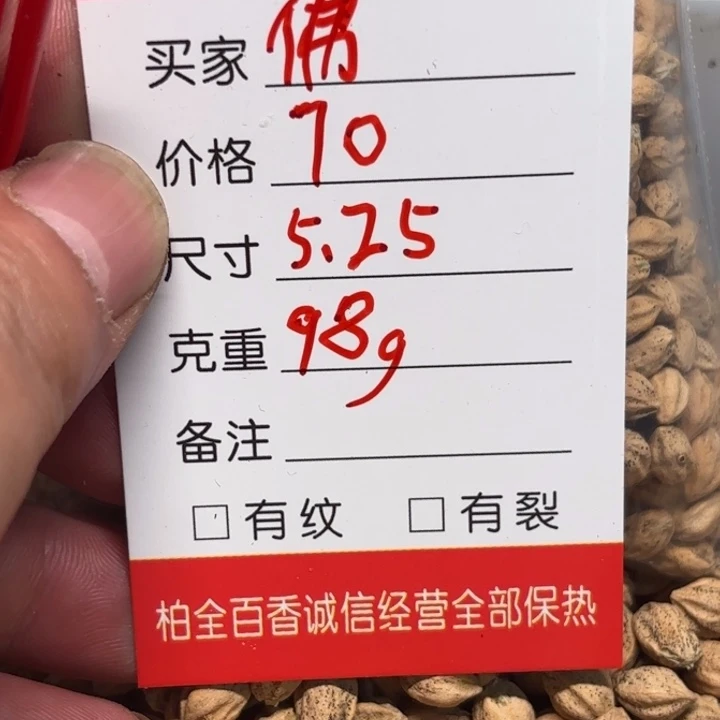 买家 佛
价格 70
尺寸 5.25
克重 98g
备注
□ 有纹 □ 有裂
柏全百香诚信经营全部保热